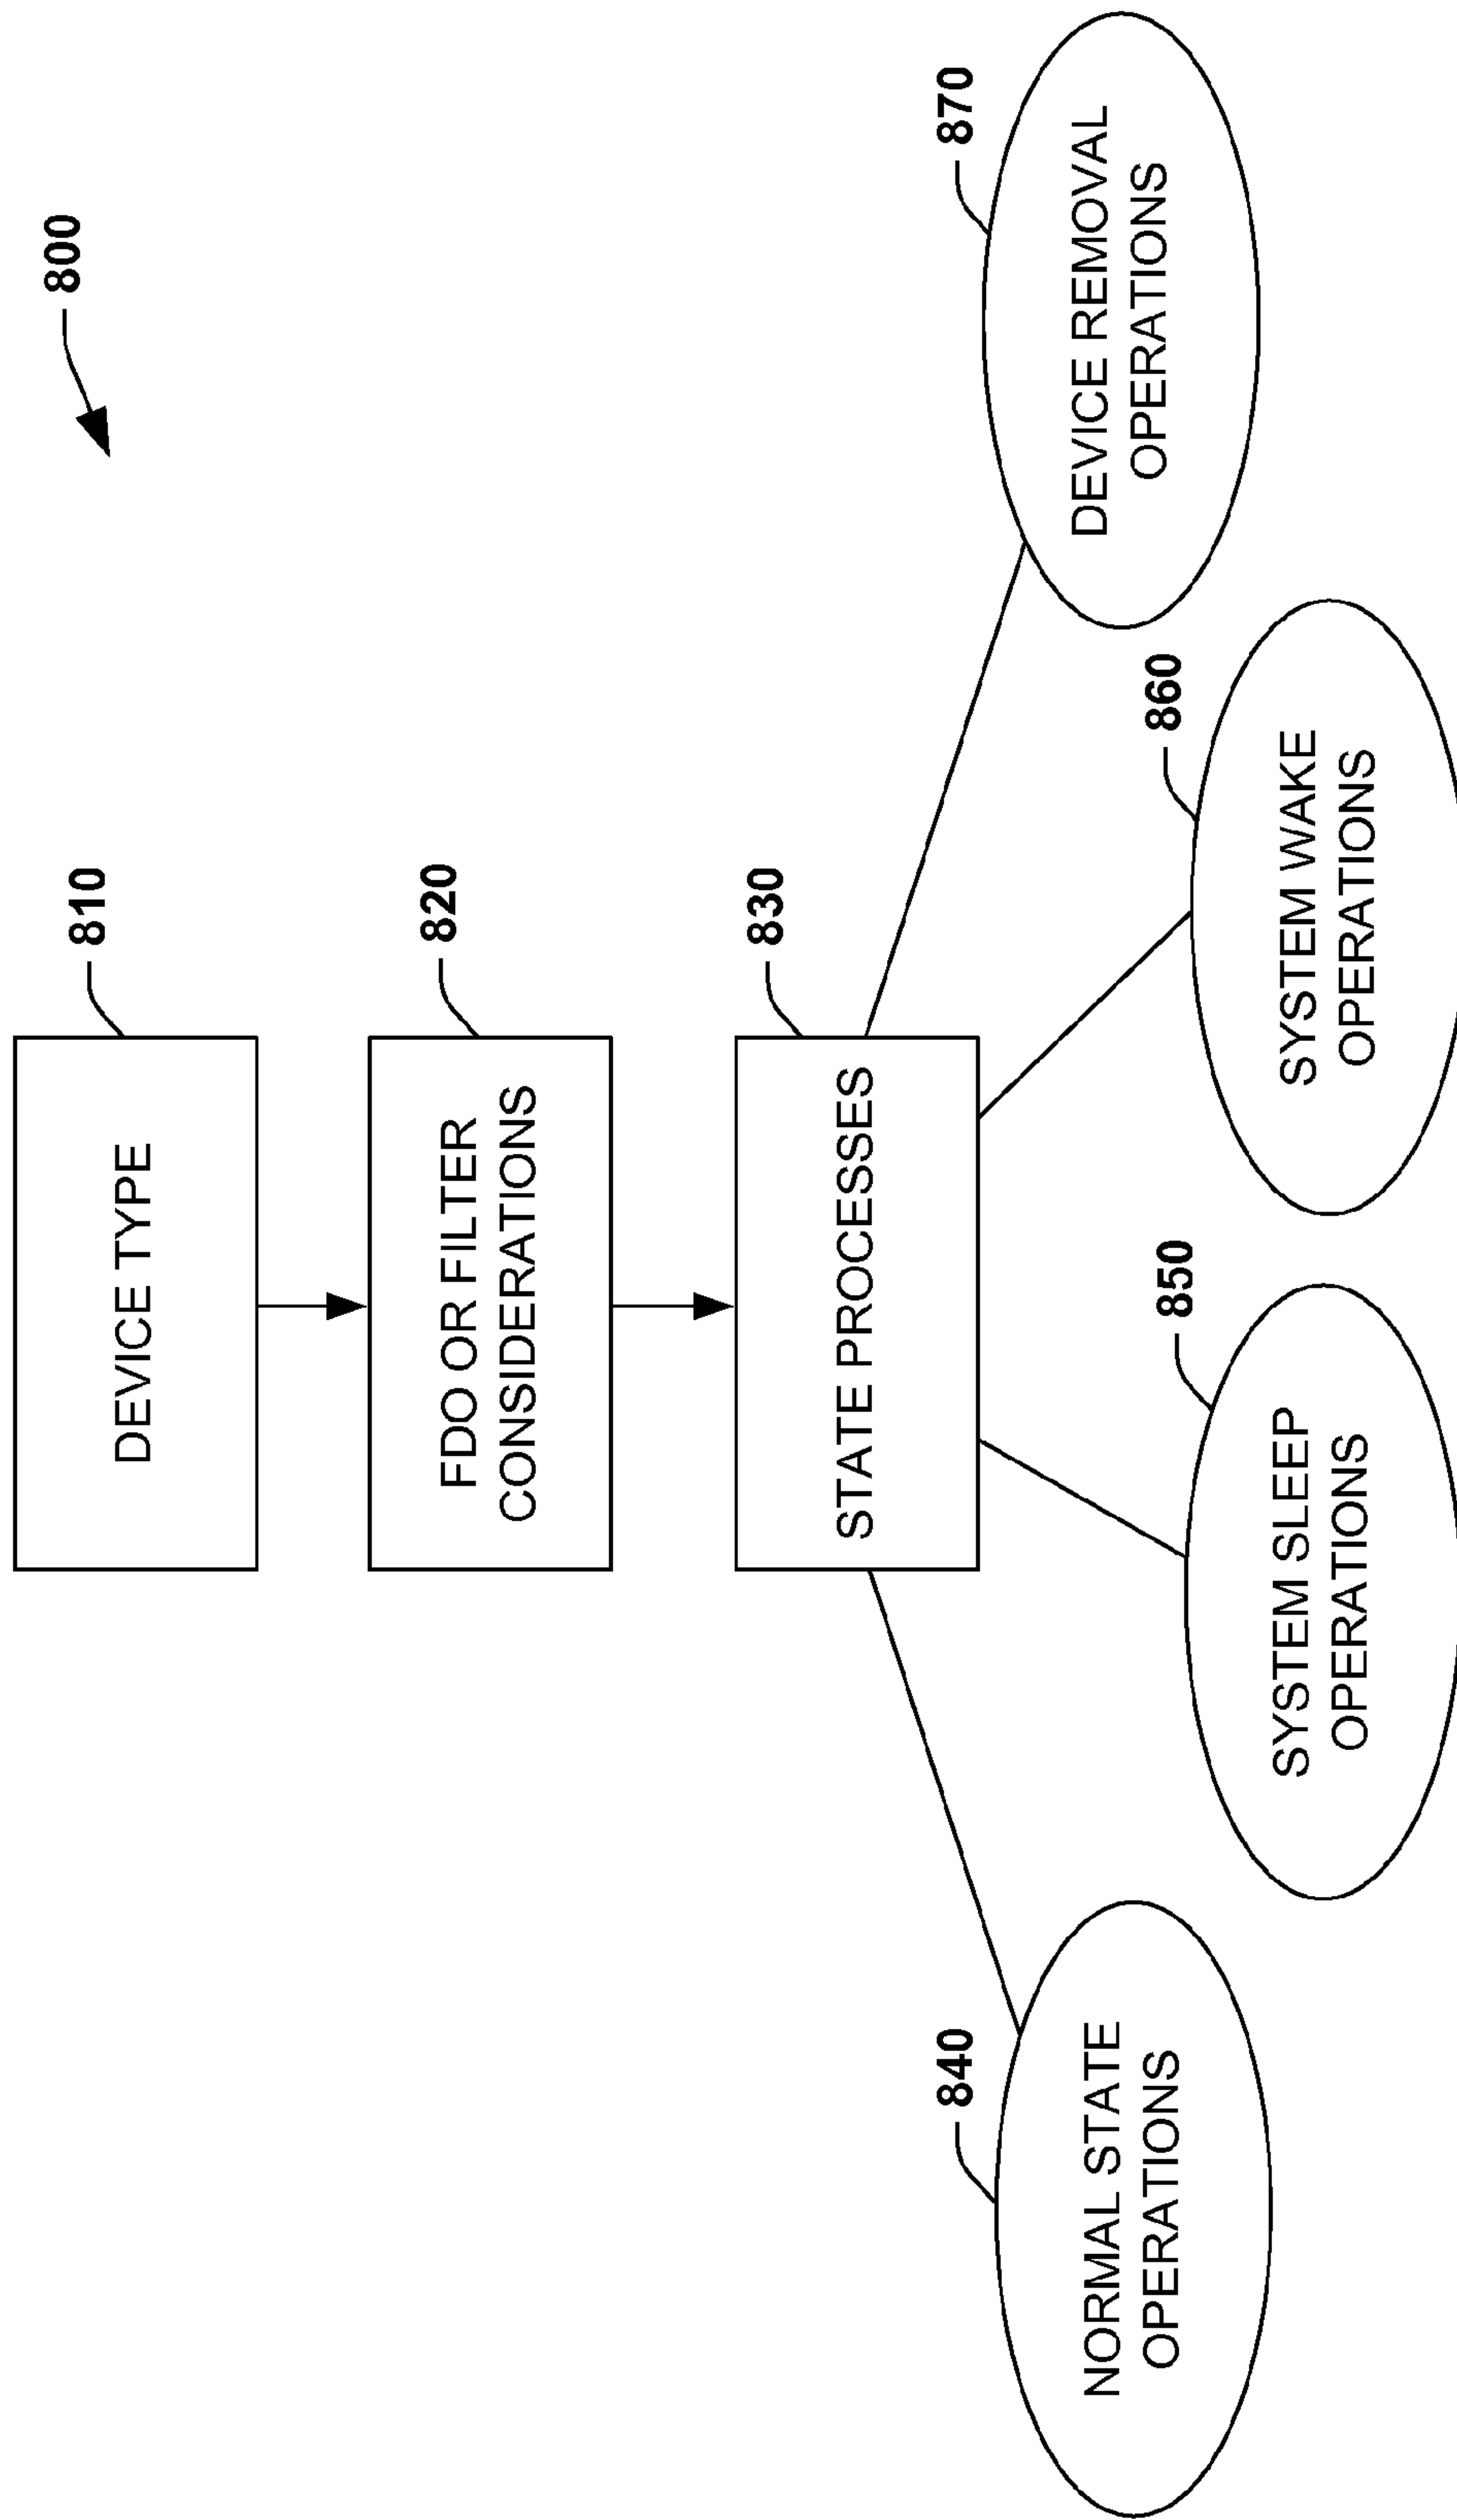 800
810
DEVICE TYPE
820
FDO OR FILTER
CONSIDERATIONS
830
STATE PROCESSES
840
NORMAL STATE
OPERATIONS
850
SYSTEM SLEEP
OPERATIONS
860
SYSTEM WAKE
OPERATIONS
870
DEVICE REMOVAL
OPERATIONS